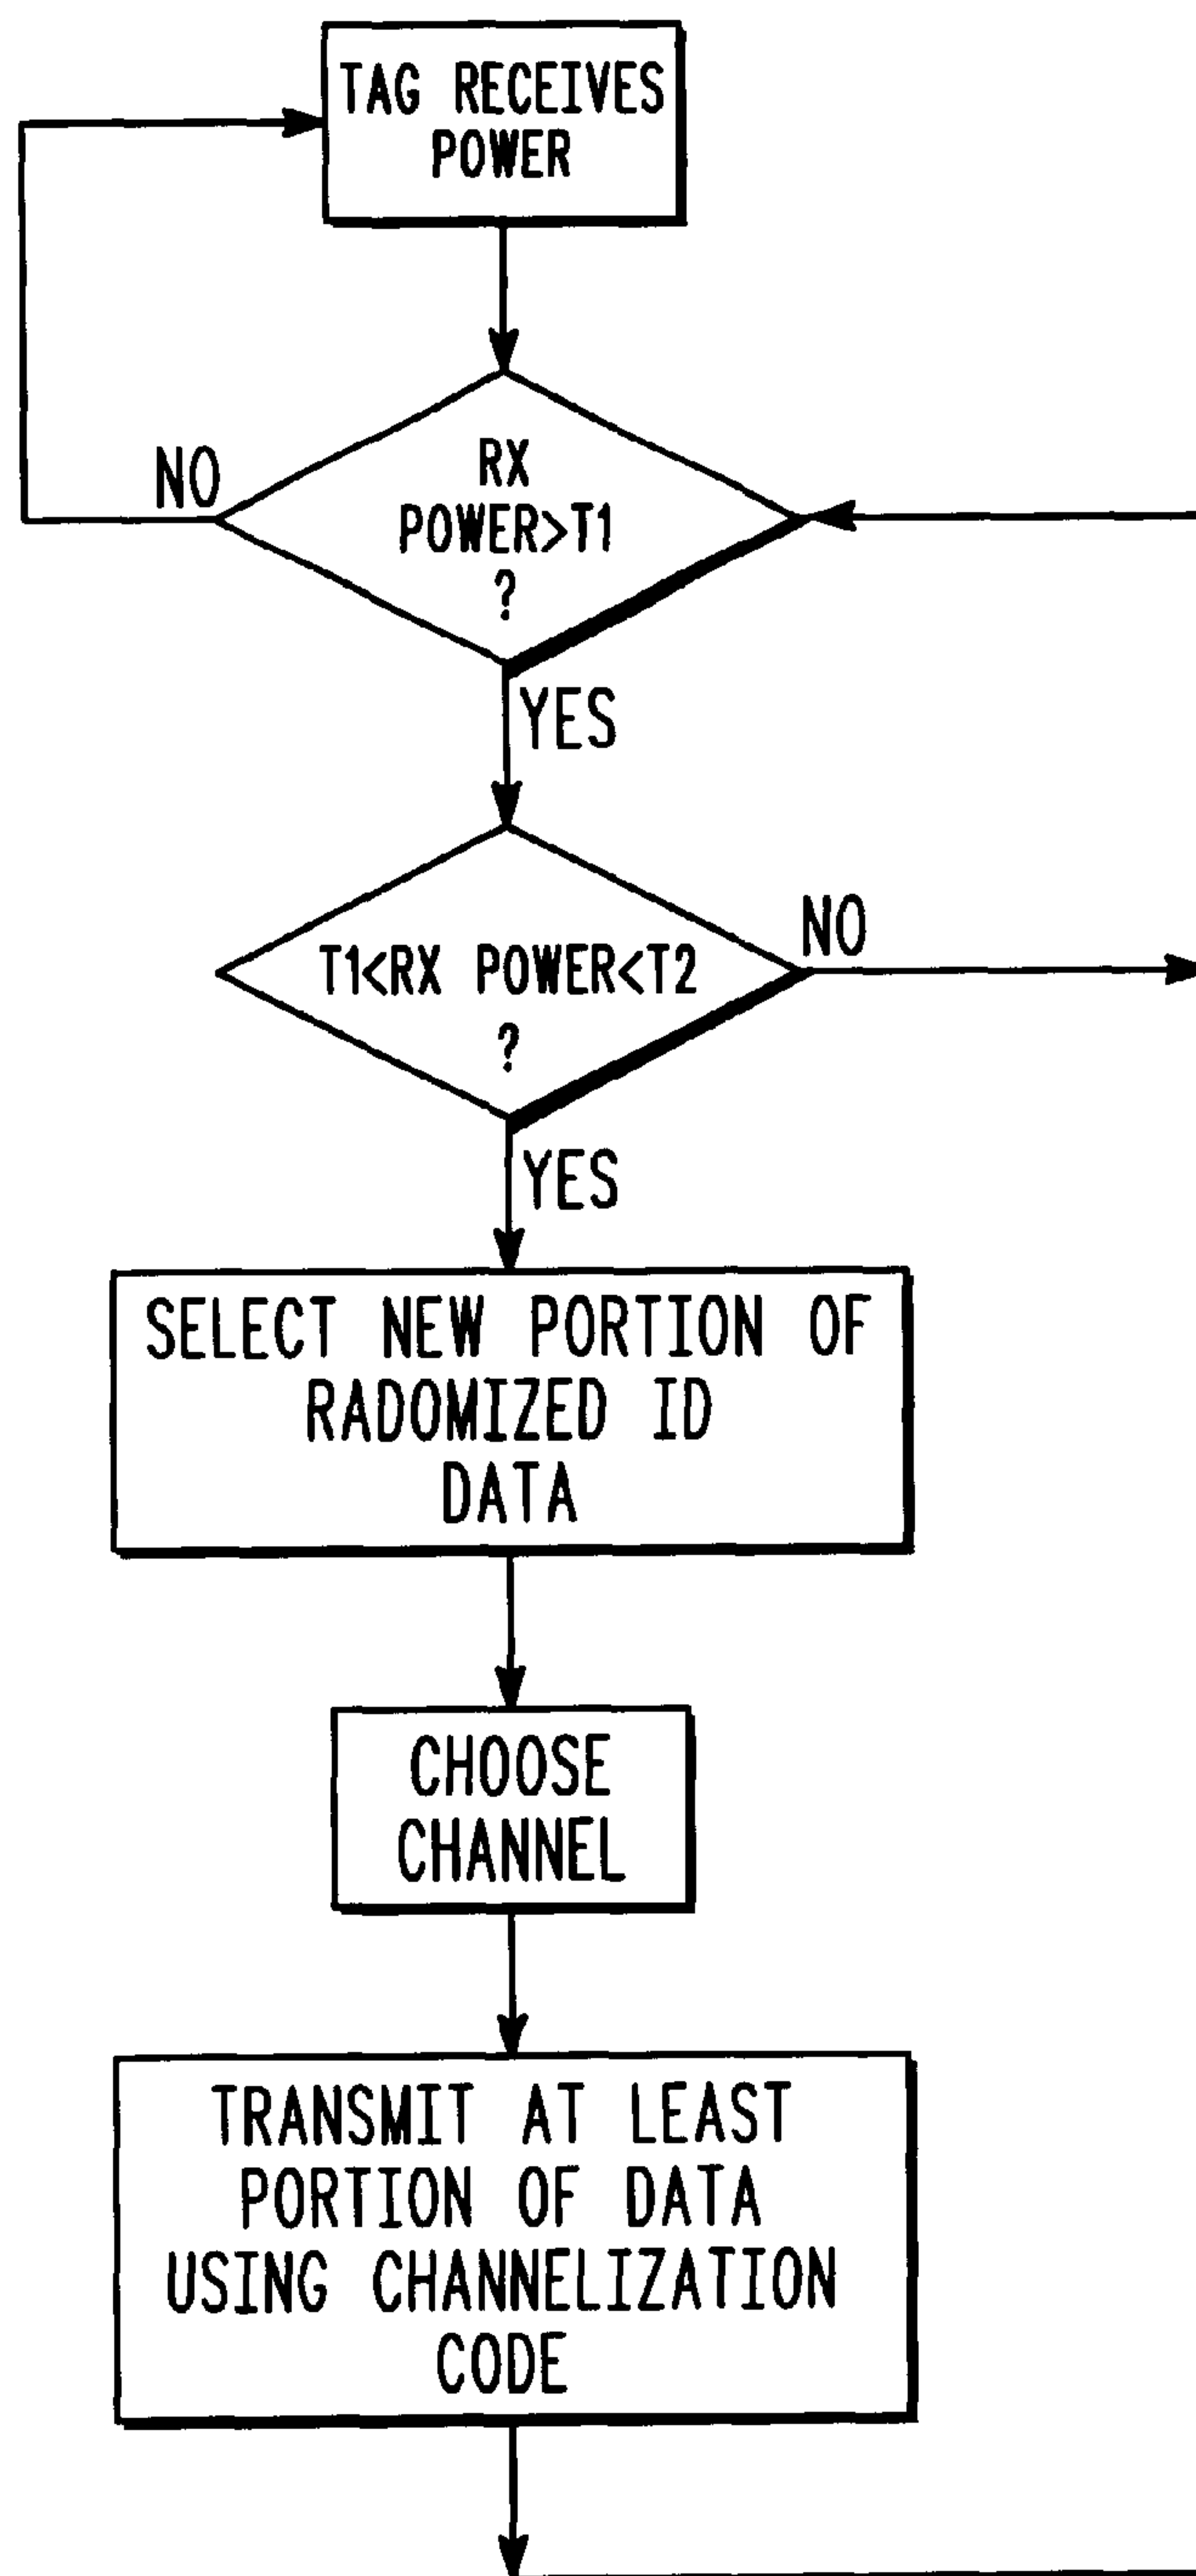 TAG RECEIVES
POWER
RX
POWER>T1
?
NO
YES
T1<RX POWER<T2
?
NO
YES
SELECT NEW PORTION OF
RADOMIZED ID
DATA
CHOOSE
CHANNEL
TRANSMIT AT LEAST
PORTION OF DATA
USING CHANNELIZATION
CODE